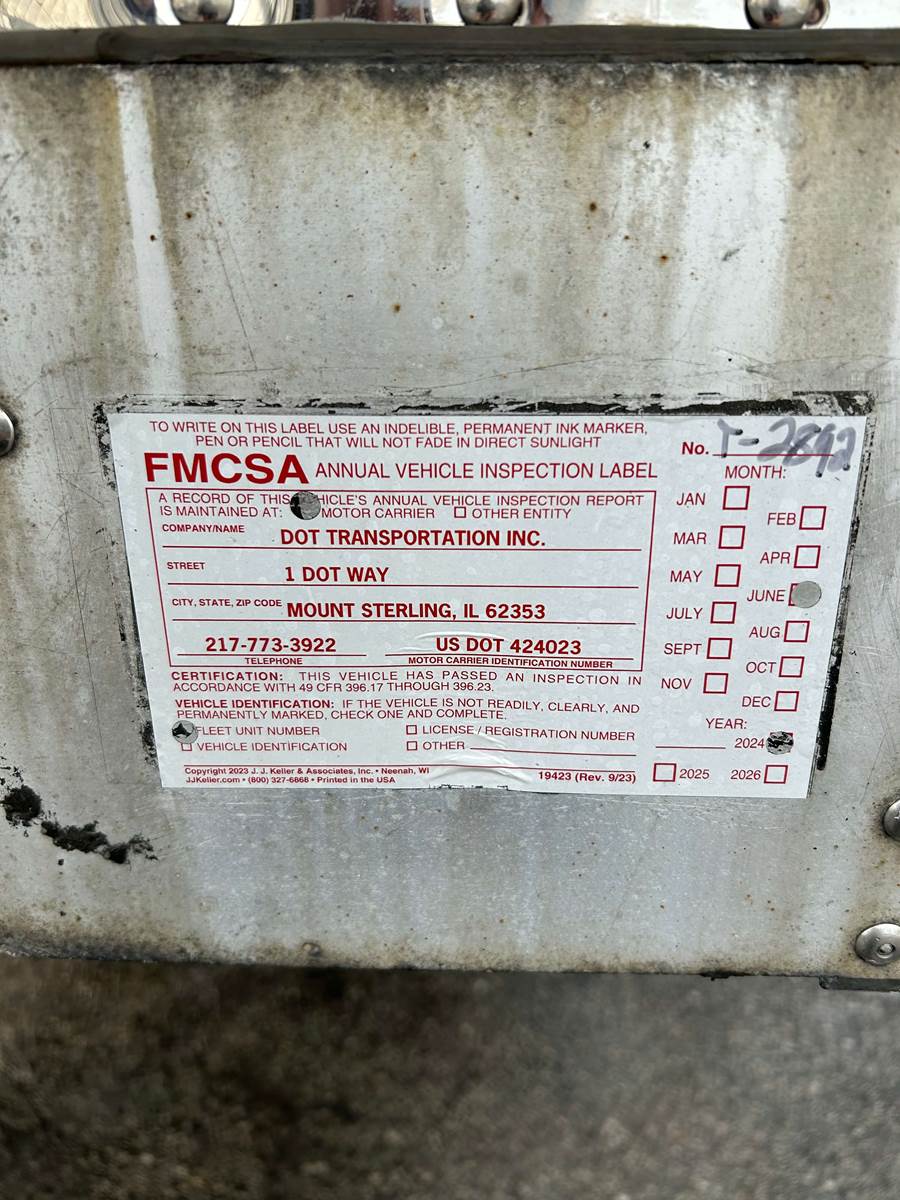 TO WRITE ON THIS LABEL USE AN INDELIBLE, PERMANENT INK MARKER,
PEN OR PENCIL THAT WILL NOT FADE IN DIRECT SUNLIGHT
FMCSA ANNUAL VEHICLE INSPECTION LABEL
A RECORD OF THIS HICLE'S ANNUAL VEHICLE INSPECTION REPORT
IS MAINTAINED AT: MOTOR CARRIER OTHER ENTITY
COMPANY/NAME DOT TRANSPORTATION INC.
STREET 1 DOT WAY
CITY, STATE, ZIP CODE MOUNT STERLING, IL 62353
217-773-3922 US DOT 424023
TELEPHONE MOTOR CARRIER IDENTIFICATION NUMBER
CERTIFICATION: THIS VEHICLE HAS PASSED AN INSPECTION IN
ACCORDANCE WITH 49 CFR 396.17 THROUGH 396.23.
VEHICLE IDENTIFICATION: IF THE VEHICLE IS NOT READILY, CLEARLY, AND
PERMANENTLY MARKED, CHECK ONE AND COMPLETE.
FLEET UNIT NUMBER LICENSE / REGISTRATION NUMBER
VEHICLE IDENTIFICATION OTHER
Copyright 2023 J. J. Keller & Associates, Inc. • Neenah, WI
JJKeller.com • (800) 327-6868 • Printed in the USA 19423 (Rev. 9/23)
No. T-2892
MONTH:
JAN FEB
MAR APR
MAY JUNE
JULY AUG
SEPT OCT
NOV DEC
YEAR:
2024
2025 2026